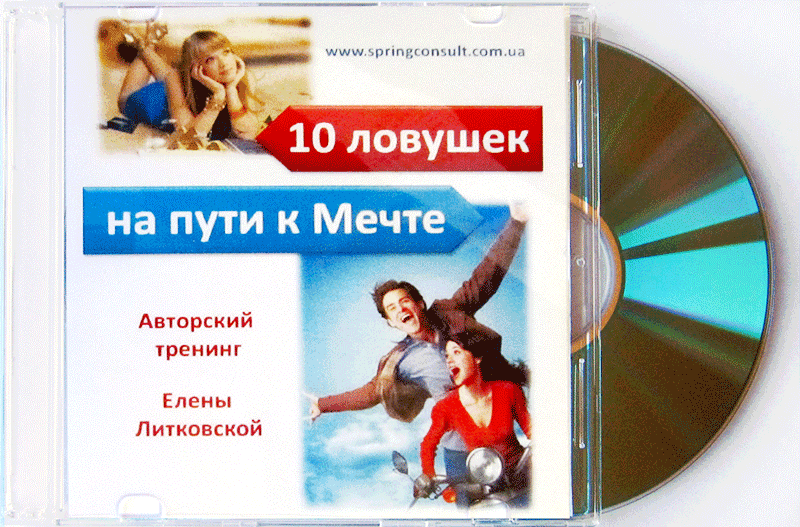 www.springconsult.com.ua
10 ловушек
на пути к Мечте
Авторский
тренинг
Елены
Литковской